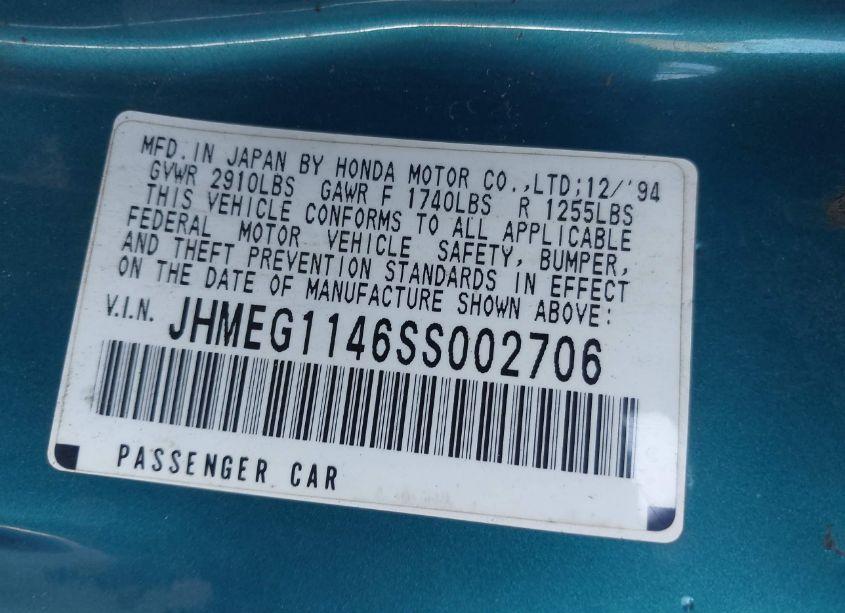 MFD. IN JAPAN BY HONDA MOTOR CO.,LTD;12/'94
GVWR 2910LBS GAWR F 1740LBS R 1255LBS
THIS VEHICLE CONFORMS TO ALL APPLICABLE
FEDERAL MOTOR VEHICLE SAFETY, BUMPER,
AND THEFT PREVENTION STANDARDS IN EFFECT
ON THE DATE OF MANUFACTURE SHOWN ABOVE:
V.I.N. JHMEG1146SS002706
PASSENGER CAR